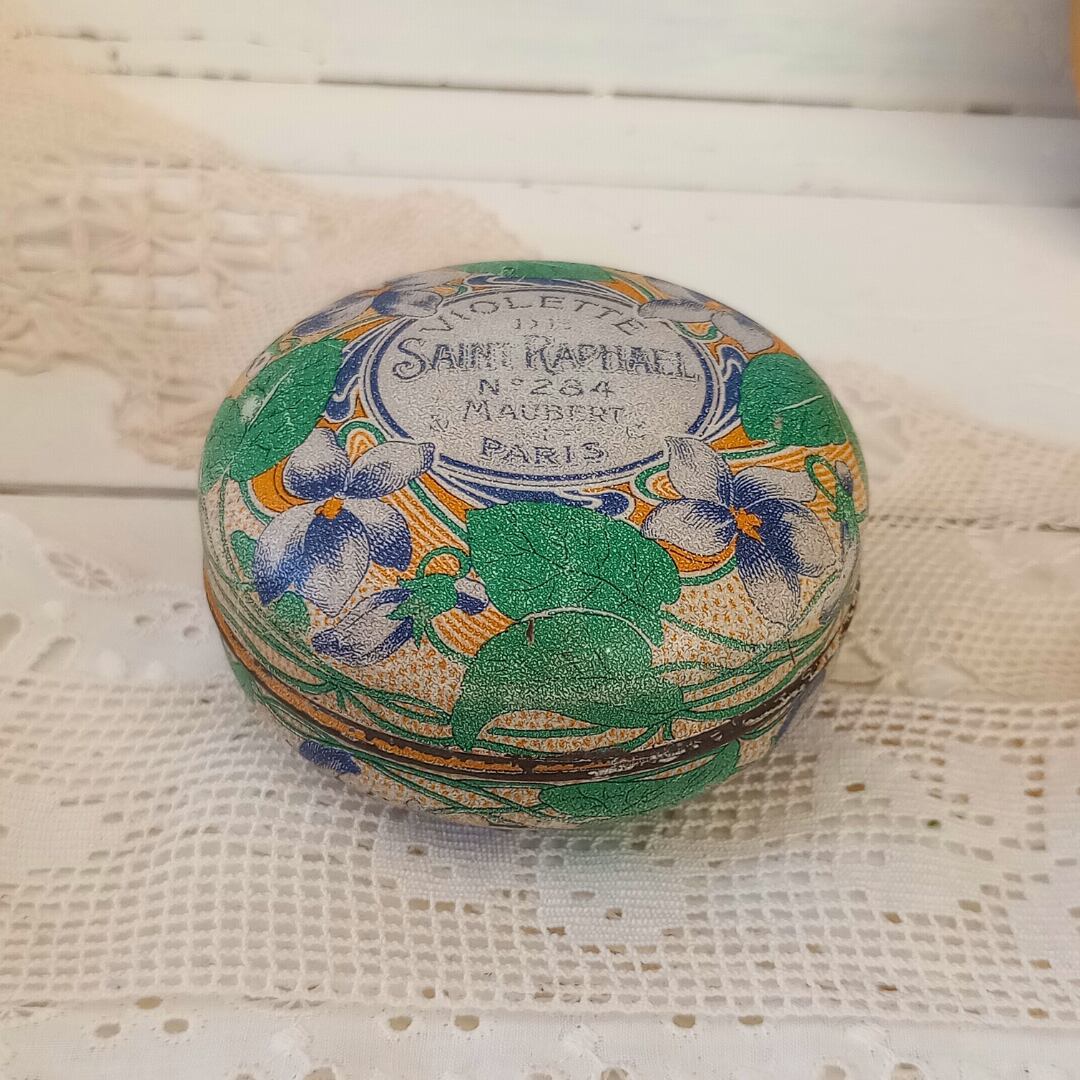 VIOLETTE
DE
SAINT RAPHAEL
N° 284
MAUBERT
PARIS